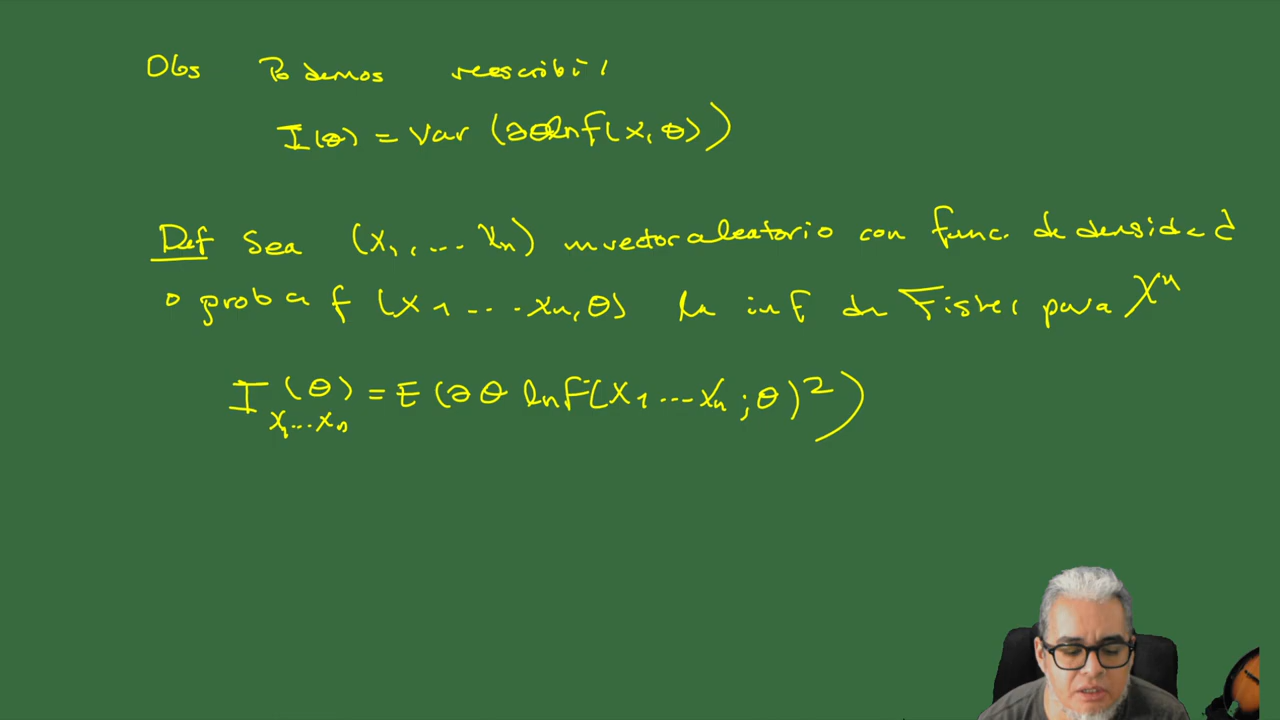 Obs Podemos reescribir
I(θ) = Var (∂θ ln f(x, θ))
Def Sea (X1, ... Xn) un vector aleatorio con func. de densidad
o proba f (x1 ... xn, θ) la inf de Fisher para X^n
I_{X1...Xn}(θ) = E (∂θ ln f (X1 ... Xn ; θ)^2)